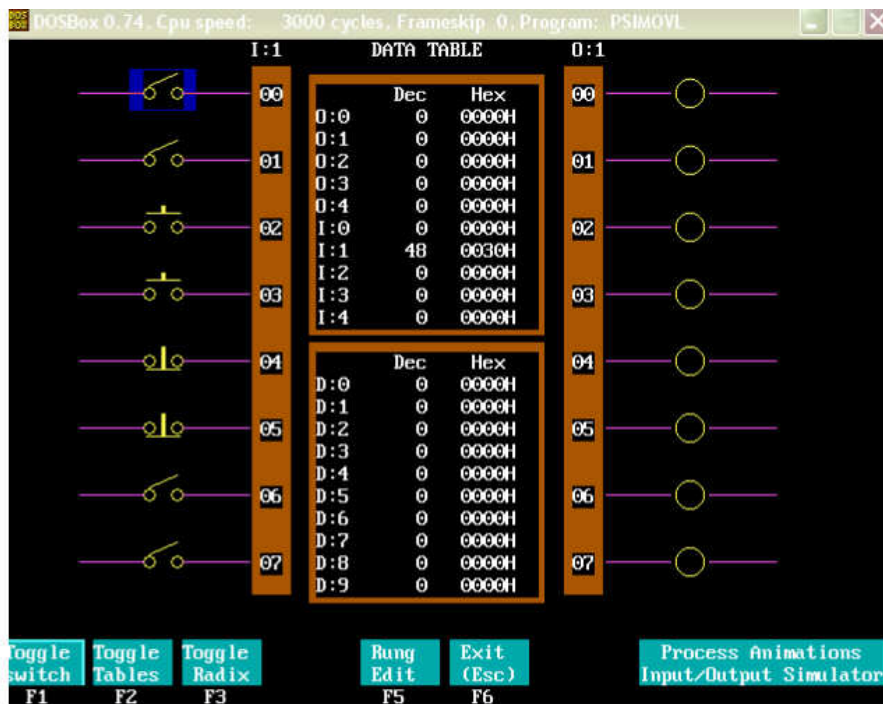 DOSBox 0.74, Cpu speed: 3000 cycles, Frameskip 0, Program: PSIMOVL
I:1 DATA TABLE O:1
Dec Hex
O:0 0 0000H
O:1 0 0000H
O:2 0 0000H
O:3 0 0000H
O:4 0 0000H
I:0 0 0000H
I:1 48 0030H
I:2 0 0000H
I:3 0 0000H
I:4 0 0000H
Dec Hex
D:0 0 0000H
D:1 0 0000H
D:2 0 0000H
D:3 0 0000H
D:4 0 0000H
D:5 0 0000H
D:6 0 0000H
D:7 0 0000H
D:8 0 0000H
D:9 0 0000H
00
01
02
03
04
05
06
07
00
01
02
03
04
05
06
07
Toggle switch
F1
Toggle Tables
F2
Toggle Radix
F3
Rung Edit
F5
Exit (Esc)
F6
Process Animations
Input/Output Simulator